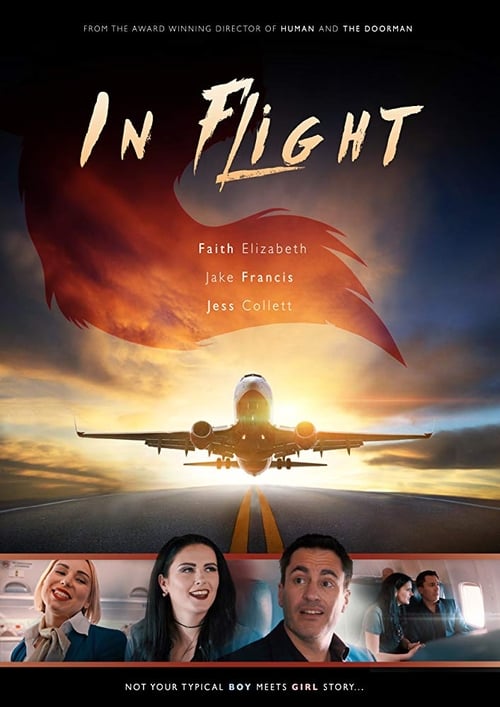 FROM THE AWARD WINNING DIRECTOR OF HUMAN AND THE DOORMAN
IN FLIGHT
Faith Elizabeth
Jake Francis
Jess Collett
NOT YOUR TYPICAL BOY MEETS GIRL STORY...